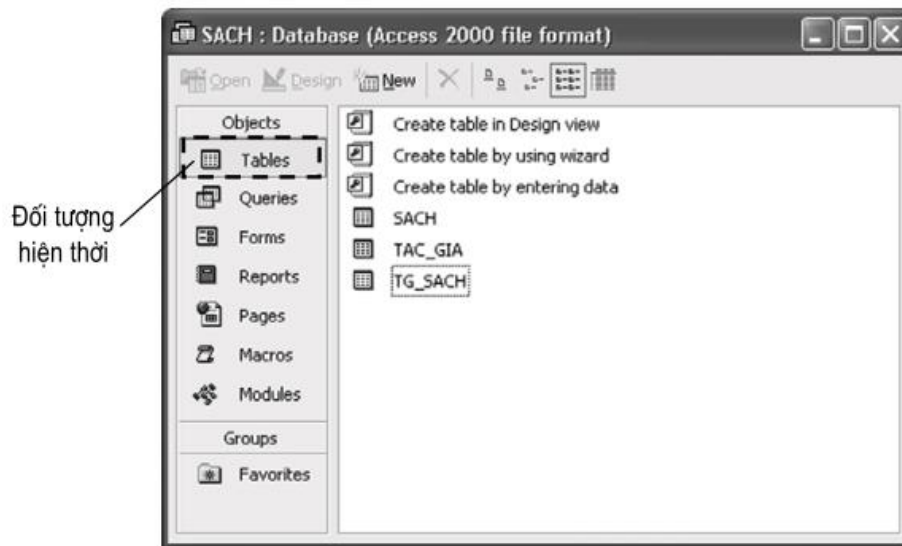 SACH : Database (Access 2000 file format)
Open Design New
Objects
Tables
Queries
Forms
Reports
Pages
Macros
Modules
Groups
Favorites
Create table in Design view
Create table by using wizard
Create table by entering data
SACH
TAC_GIA
TG_SACH
Đối tượng
hiện thời